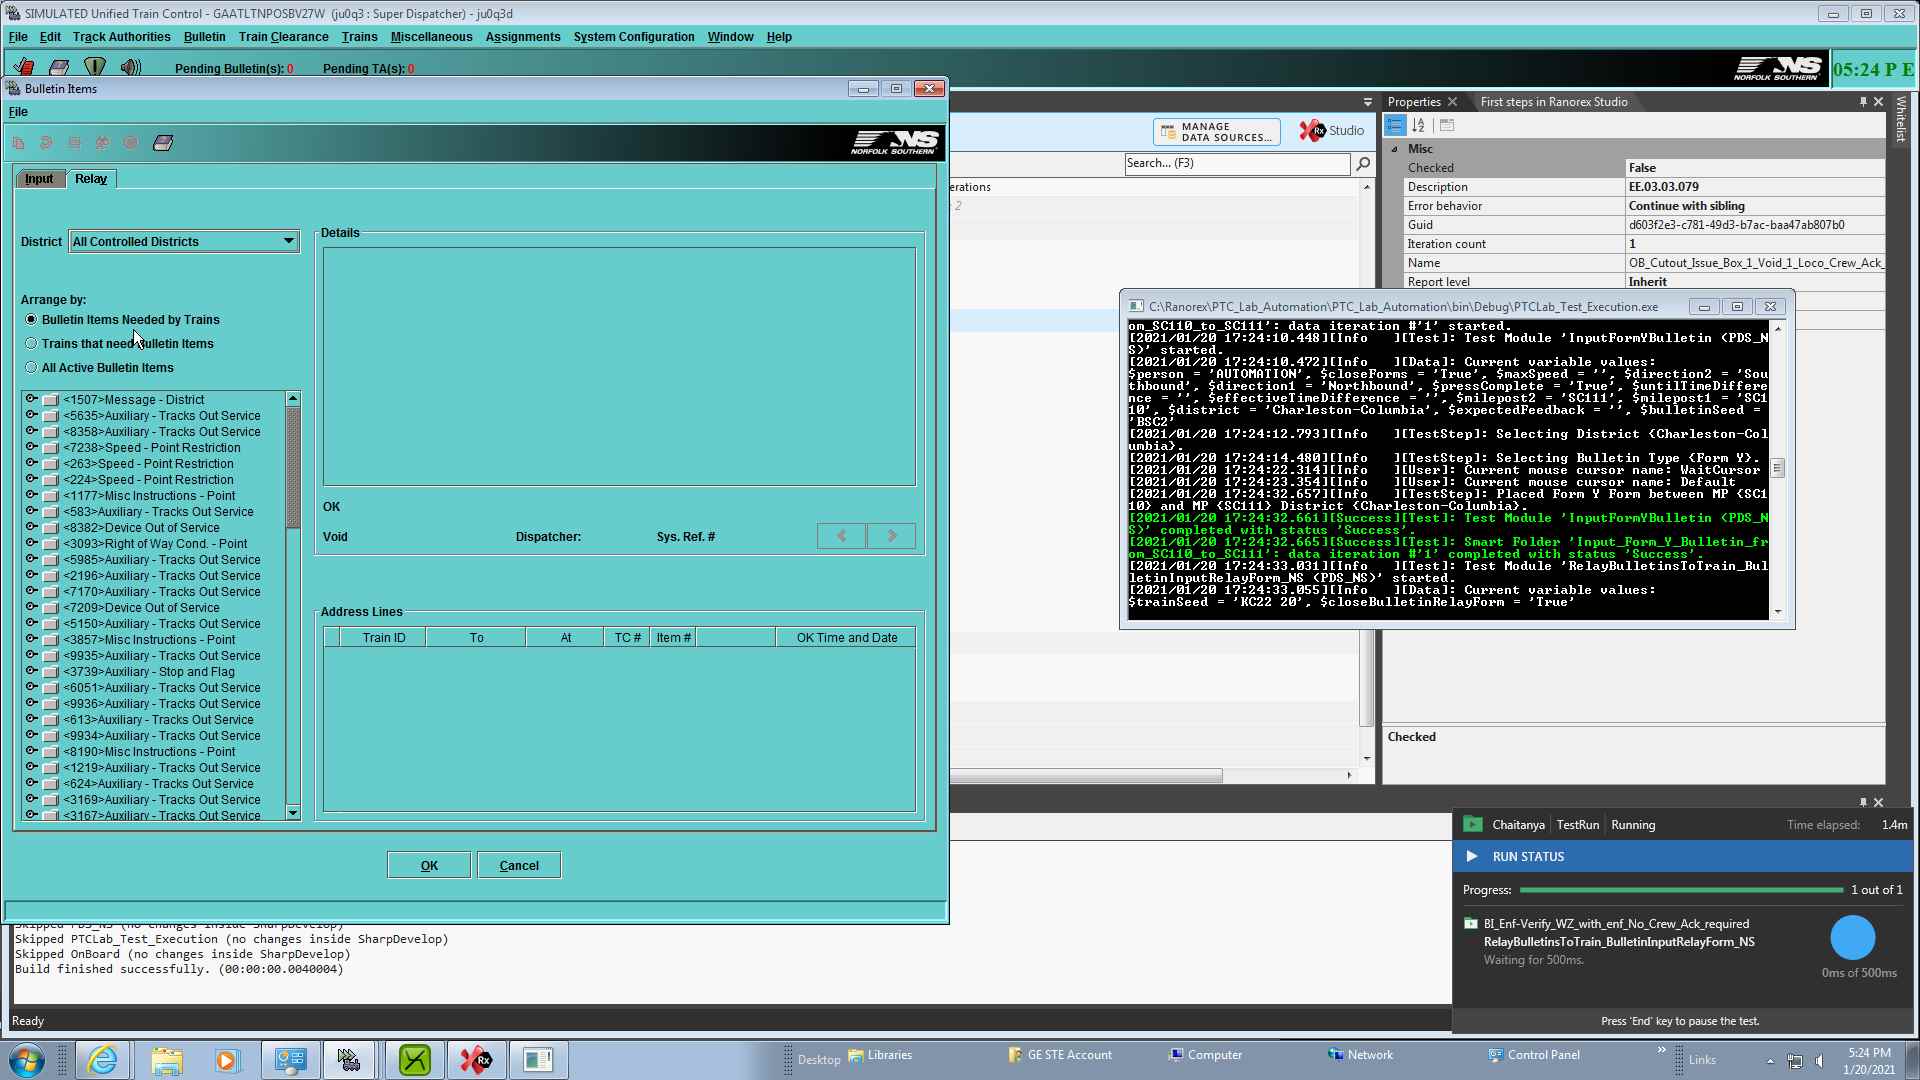 SIMULATED Unified Train Control - GAATLTNPOSBV27W (ju0q3 : Super Dispatcher) - ju0q3d
File Edit Track Authorities Bulletin Train Clearance Trains Miscellaneous Assignments System Configuration Window Help
Pending Bulletin(s): 0 Pending TA(s): 0
NS NORFOLK SOUTHERN
05:24 P E
Bulletin Items
File
NS NORFOLK SOUTHERN
Input Relay
District All Controlled Districts
Arrange by:
Bulletin Items Needed by Trains
Trains that need Bulletin Items
All Active Bulletin Items
<1507>Message - District
<5635>Auxiliary - Tracks Out Service
<8358>Auxiliary - Tracks Out Service
<7238>Speed - Point Restriction
<263>Speed - Point Restriction
<224>Speed - Point Restriction
<1177>Misc Instructions - Point
<583>Auxiliary - Tracks Out Service
<8382>Device Out of Service
<3093>Right of Way Cond. - Point
<5985>Auxiliary - Tracks Out Service
<2196>Auxiliary - Tracks Out Service
<7170>Auxiliary - Tracks Out Service
<7209>Device Out of Service
<5150>Auxiliary - Tracks Out Service
<3857>Misc Instructions - Point
<9935>Auxiliary - Tracks Out Service
<3739>Auxiliary - Stop and Flag
<6051>Auxiliary - Tracks Out Service
<9936>Auxiliary - Tracks Out Service
<613>Auxiliary - Tracks Out Service
<9934>Auxiliary - Tracks Out Service
<8190>Misc Instructions - Point
<1219>Auxiliary - Tracks Out Service
<624>Auxiliary - Tracks Out Service
<3169>Auxiliary - Tracks Out Service
<3167>Auxiliary - Tracks Out Service
Details
OK
Void Dispatcher: Sys. Ref. #
Address Lines
Train ID To At TC # Item # OK Time and Date
OK Cancel
MANAGE DATA SOURCES...
Rx Studio
Search... (F3)
erations
2
Properties First steps in Ranorex Studio
Whitelist
Misc
Checked False
Description EE.03.03.079
Error behavior Continue with sibling
Guid d603f2e3-c781-49d3-b7ac-baa47ab807b0
Iteration count 1
Name OB_Cutout_Issue_Box_1_Void_1_Loco_Crew_Ack_
Report level Inherit
C:\Ranorex\PTC_Lab_Automation\PTC_Lab_Automation\bin\Debug\PTCLab_Test_Execution.exe
om_SC110_to_SC111': data iteration #'1' started.
[2021/01/20 17:24:10.448][Info ][Test]: Test Module 'InputFormYBulletin (PDS_N
S)' started.
[2021/01/20 17:24:10.472][Info ][Data]: Current variable values:
$person = 'AUTOMATION', $closeForms = 'True', $maxSpeed = '', $direction2 = 'Sou
thbound', $direction1 = 'Northbound', $pressComplete = 'True', $untilTimeDiffere
nce = '', $effectiveTimeDifference = '', $milepost2 = 'SC111', $milepost1 = 'SC1
10', $district = 'Charleston-Columbia', $expectedFeedback = '', $bulletinSeed =
'BSC2'
[2021/01/20 17:24:12.793][Info ][TestStep]: Selecting District {Charleston-Col
umbia}.
[2021/01/20 17:24:14.480][Info ][TestStep]: Selecting Bulletin Type {Form Y}.
[2021/01/20 17:24:22.314][Info ][User]: Current mouse cursor name: WaitCursor
[2021/01/20 17:24:23.354][Info ][User]: Current mouse cursor name: Default
[2021/01/20 17:24:32.657][Info ][TestStep]: Placed Form Y Form between MP {SC1
10} and MP {SC111} District {Charleston-Columbia}.
[2021/01/20 17:24:32.661][Success][Test]: Test Module 'InputFormYBulletin (PDS_N
S)' completed with status 'Success'.
[2021/01/20 17:24:32.665][Success][Test]: Smart Folder 'Input_Form_Y_Bulletin_fr
om_SC110_to_SC111': data iteration #'1' completed with status 'Success'.
[2021/01/20 17:24:33.031][Info ][Test]: Test Module 'RelayBulletinsToTrain_Bul
letinInputRelayForm_NS (PDS_NS)' started.
[2021/01/20 17:24:33.055][Info ][Data]: Current variable values:
$trainSeed = 'KC22 20', $closeBulletinRelayForm = 'True'
Checked
Chaitanya TestRun Running Time elapsed: 1.4m
RUN STATUS
Progress: 1 out of 1
BI_Enf-Verify_WZ_with_enf_No_Crew_Ack_required
RelayBulletinsToTrain_BulletinInputRelayForm_NS
Waiting for 500ms.
0ms of 500ms
Press 'End' key to pause the test.
Skipped PDS_NS (no changes inside SharpDevelop)
Skipped PTCLab_Test_Execution (no changes inside SharpDevelop)
Skipped OnBoard (no changes inside SharpDevelop)
Build finished successfully. (00:00:00.0040004)
Ready
Desktop Libraries GE STE Account Computer Network Control Panel » Links
5:24 PM
1/20/2021